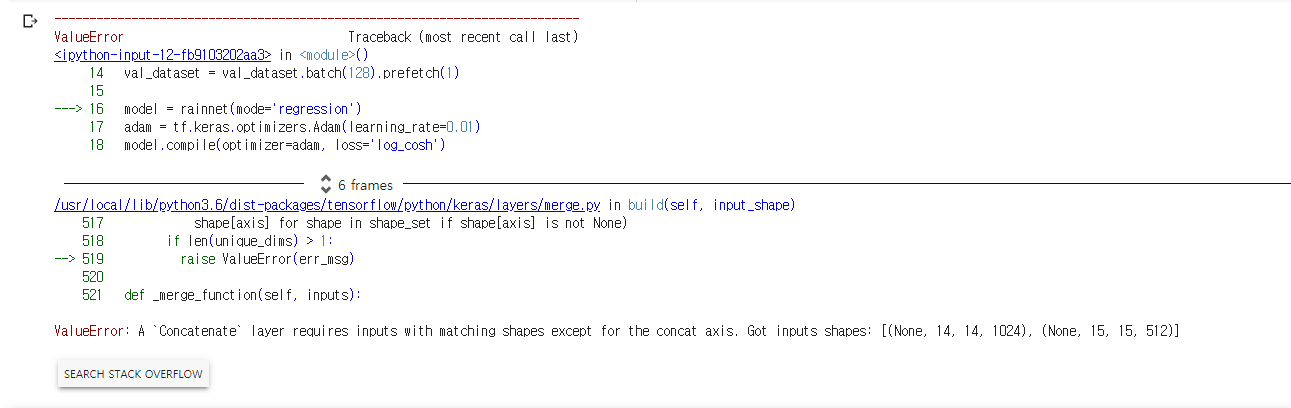 ---------------------------------------------------------------------------
ValueError                                Traceback (most recent call last)
<ipython-input-12-fb9103202aa3> in <module>()
     14 val_dataset = val_dataset.batch(128).prefetch(1)
     15
---> 16 model = rainnet(mode='regression')
     17 adam = tf.keras.optimizers.Adam(learning_rate=0.01)
     18 model.compile(optimizer=adam, loss='log_cosh')
6 frames
/usr/local/lib/python3.6/dist-packages/tensorflow/python/keras/layers/merge.py in build(self, input_shape)
    517           shape[axis] for shape in shape_set if shape[axis] is not None)
    518       if len(unique_dims) > 1:
--> 519         raise ValueError(err_msg)
    520
    521   def _merge_function(self, inputs):
ValueError: A `Concatenate` layer requires inputs with matching shapes except for the concat axis. Got inputs shapes: [(None, 14, 14, 1024), (None, 15, 15, 512)]
SEARCH STACK OVERFLOW